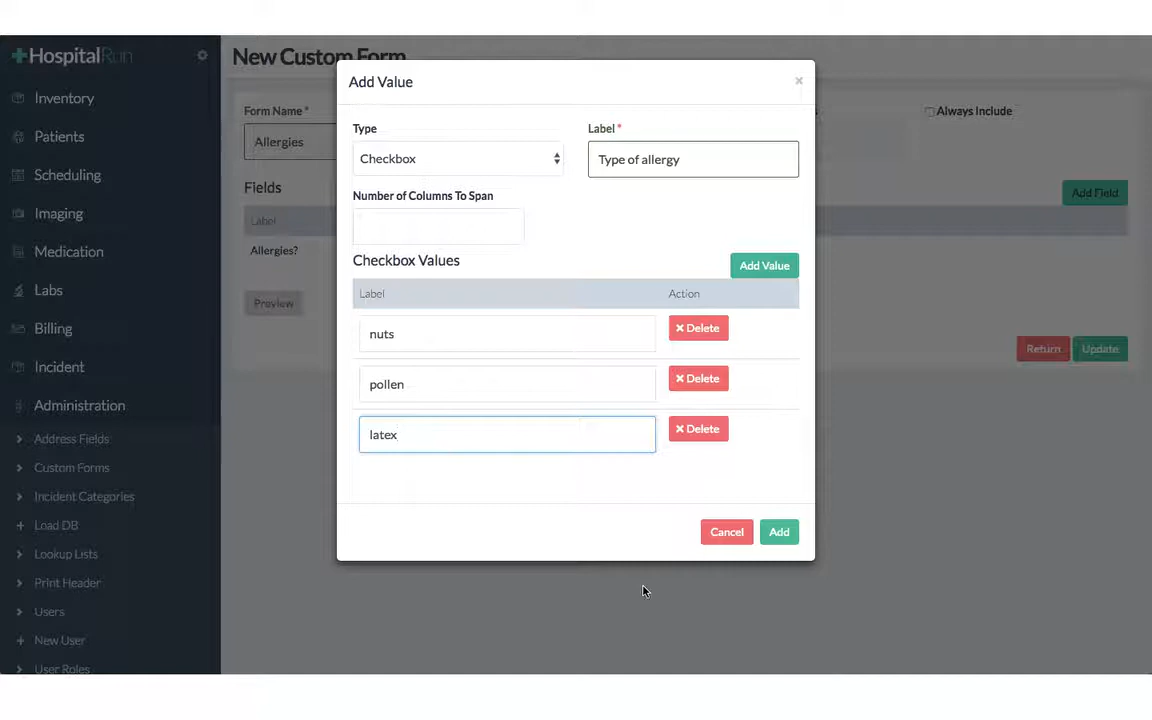 HospitalRun
New Custom Form
Inventory
Patients
Scheduling
Imaging
Medication
Labs
Billing
Incident
Administration
Address Fields
Custom Forms
Incident Categories
Load DB
Lookup Lists
Print Header
Users
New User
User Roles
Form Name *
Always Include
Allergies
Fields
Add Field
Label
Allergies?
Preview
Return
Update
Add Value
×
Type
Label *
Checkbox
Type of allergy
Number of Columns To Span
Checkbox Values
Add Value
Label
Action
nuts
Delete
pollen
Delete
latex
Delete
Cancel
Add